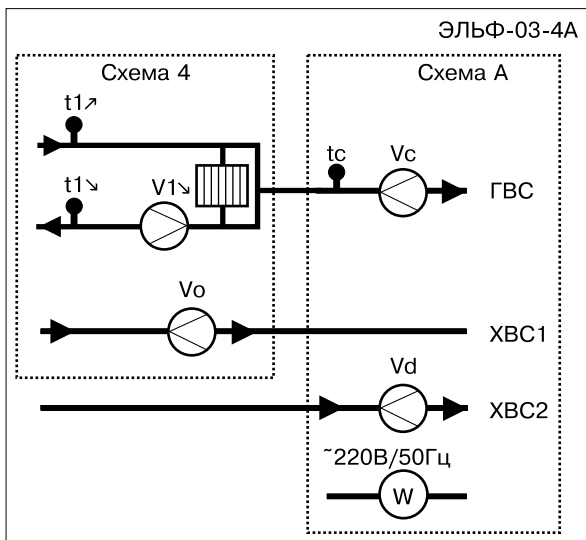 ЭЛЬФ-03-4А
Схема 4
Схема А
t1↗
tc
Vc
ГВС
t1↘
V1↘
Vo
ХВС1
Vd
ХВС2
~220В/50Гц
W